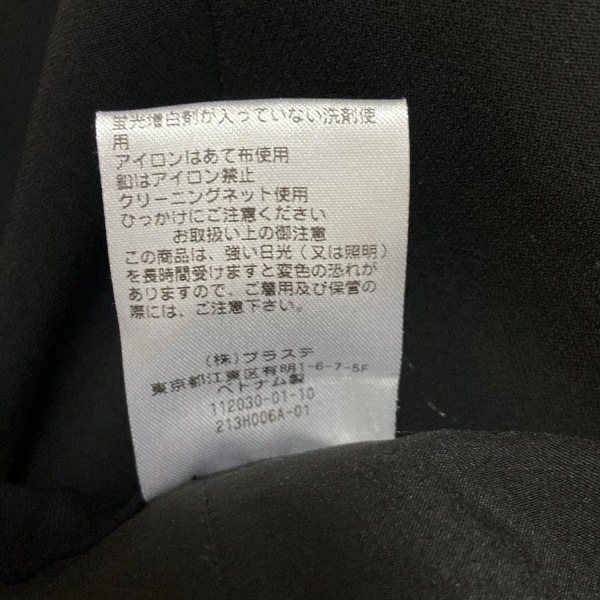 蛍光増白剤が入っていない洗剤使
用
アイロンはあて布使用
釦はアイロン禁止
クリーニングネット使用
ひっかけにご注意ください
お取扱い上の御注意
この商品は、強い日光（又は照明）
を長時間受けますと変色の恐れが
ありますので、ご着用及び保管の
際には、ご注意下さい。
（株）プラステ
東京都江東区有明1-6-7-5F
ベトナム製
112030-01-10
213H006A-01